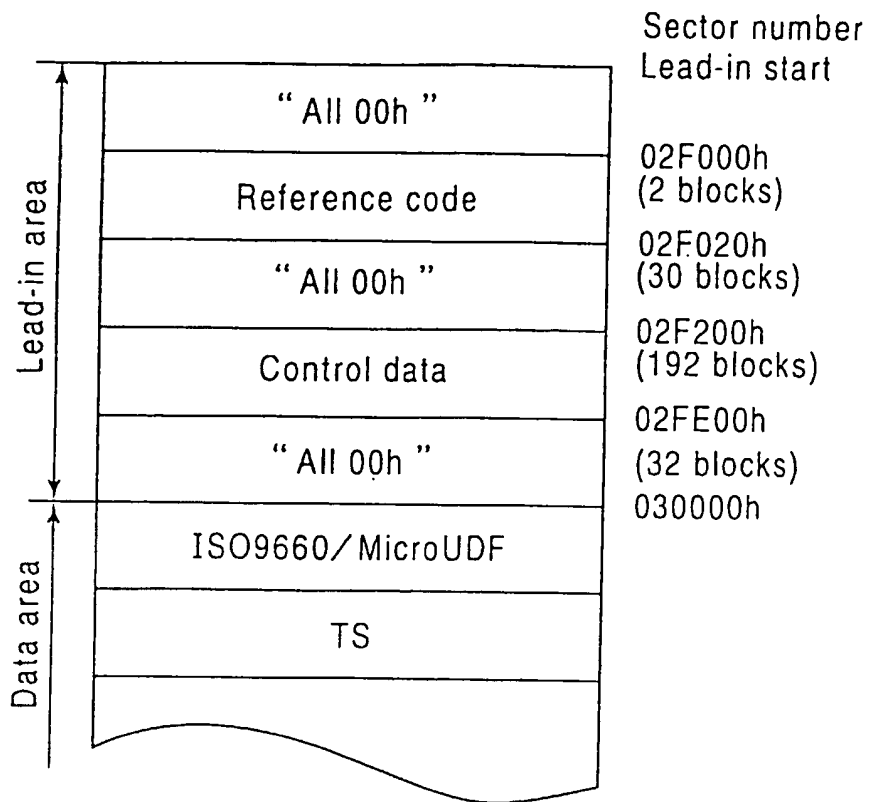 Sector number
Lead-in start
“ All 00h ”
02F000h
(2 blocks)
Reference code
02F020h
(30 blocks)
“ All 00h ”
02F200h
(192 blocks)
Control data
02FE00h
(32 blocks)
“ All 00h ”
030000h
ISO9660/MicroUDF
TS
Lead-in area
Data area